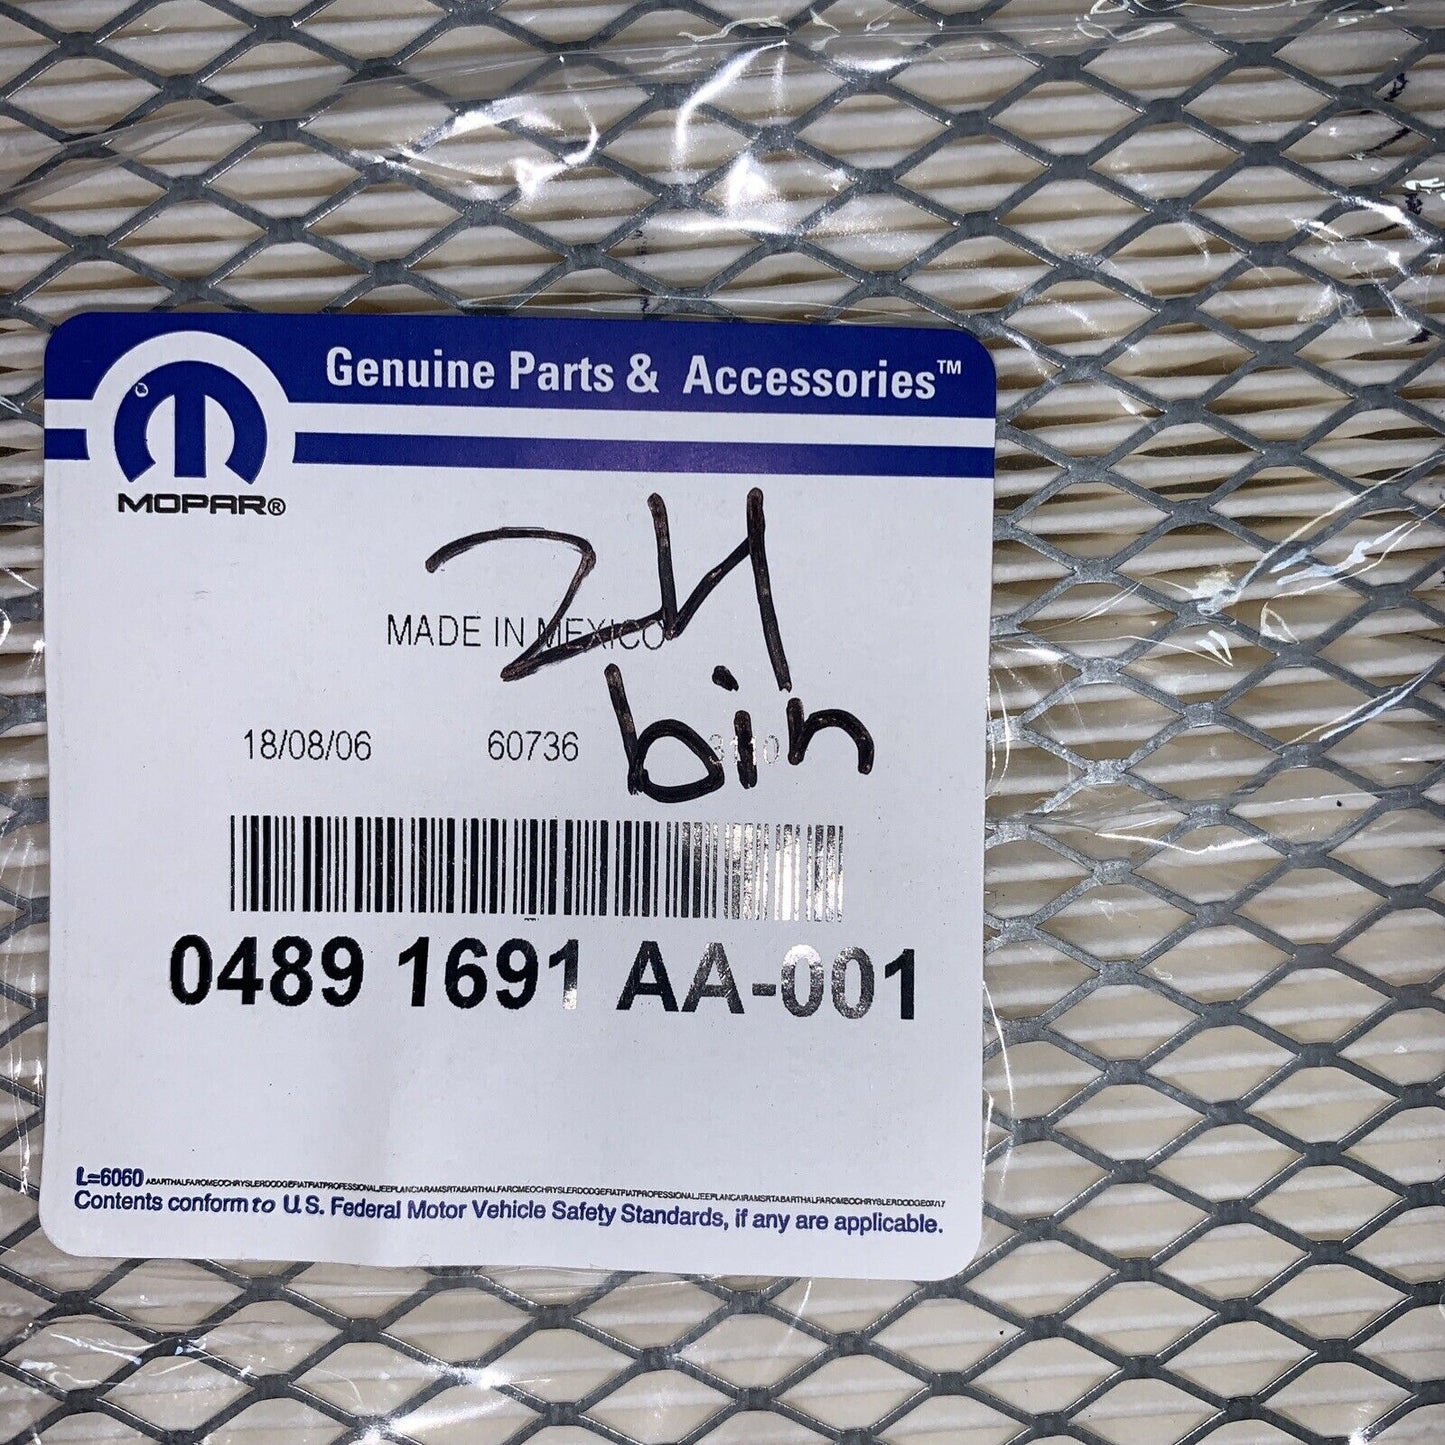 Genuine Parts & Accessories™
MOPAR®
24
MADE IN MEXICO
bin
18/08/06 60736
0489 1691 AA-001
L=6060
Contents conform to U.S. Federal Motor Vehicle Safety Standards, if any are applicable.